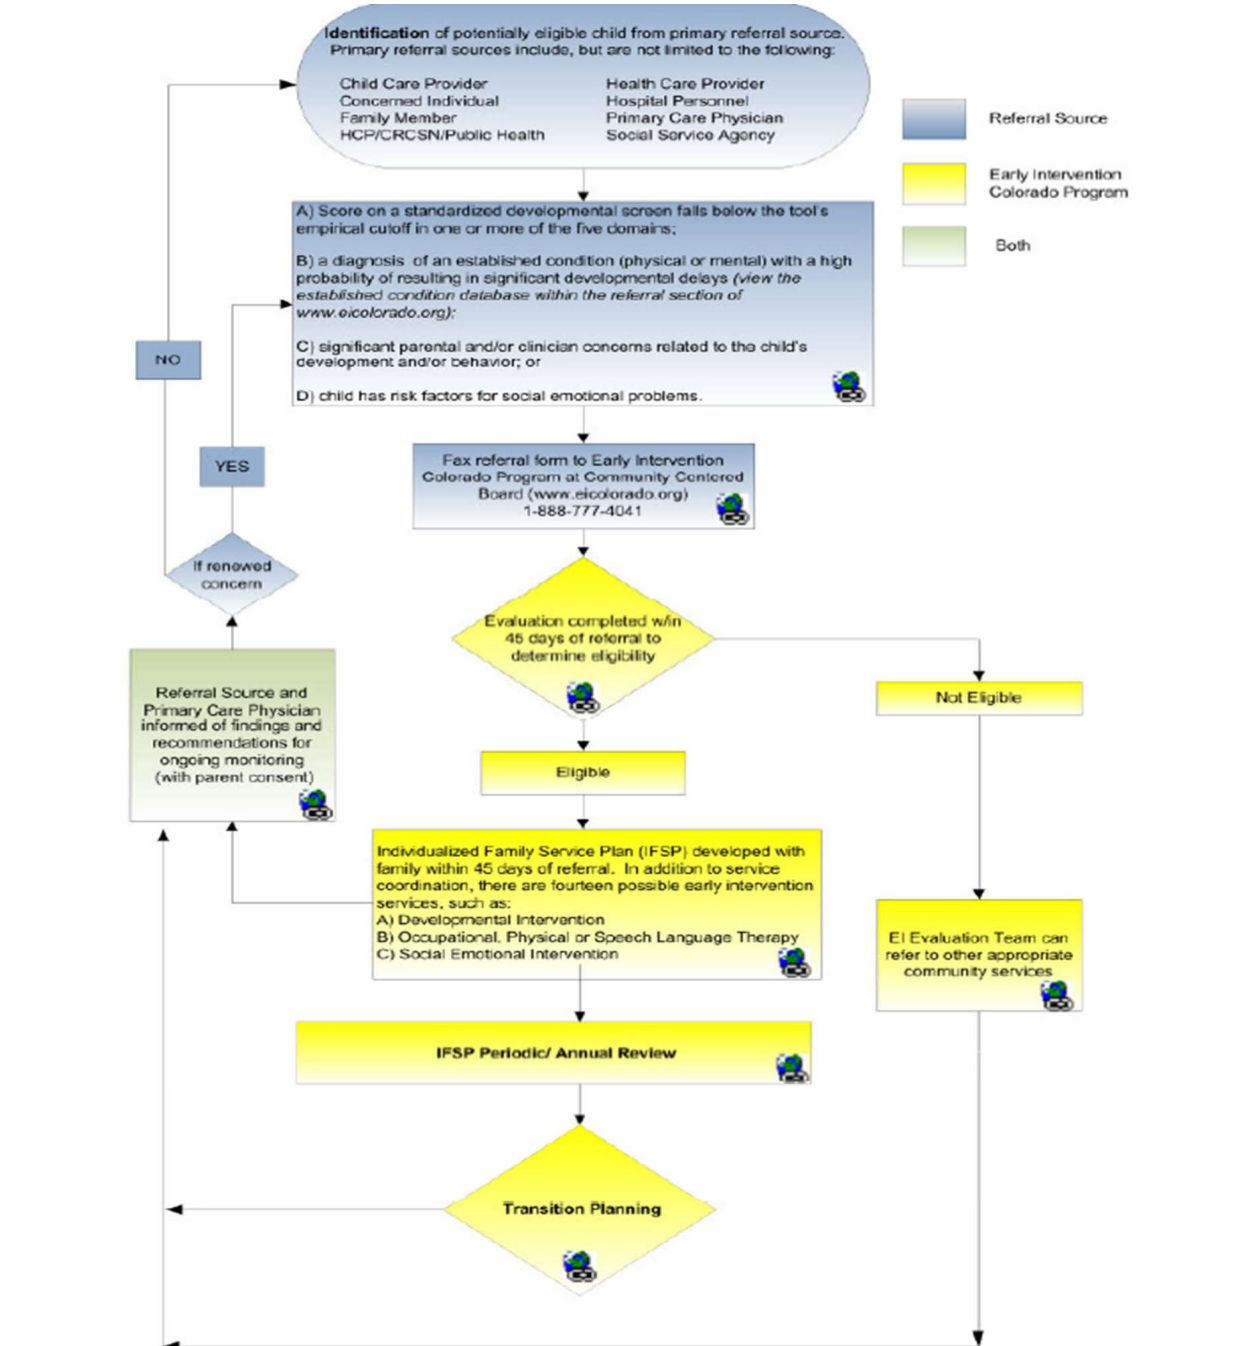 Identification of potentially eligible child from primary referral source.
Primary referral sources include, but are not limited to the following:
Child Care Provider
Concerned Individual
Family Member
HCP/CRCSN/Public Health
Health Care Provider
Hospital Personnel
Primary Care Physician
Social Service Agency
Referral Source
Early Intervention
Colorado Program
Both
A) Score on a standardized developmental screen falls below the tool's
empirical cutoff in one or more of the five domains;
B) a diagnosis of an established condition (physical or mental) with a high
probability of resulting in significant developmental delays (view the
established condition database within the referral section of
www.eicolorado.org);
C) significant parental and/or clinician concerns related to the child's
development and/or behavior; or
D) child has risk factors for social emotional problems.
NO
YES
Fax referral form to Early Intervention
Colorado Program at Community Centered
Board (www.eicolorado.org)
1-888-777-4041
If renewed
concern
Evaluation completed w/in
45 days of referral to
determine eligibility
Not Eligible
Referral Source and
Primary Care Physician
informed of findings and
recommendations for
ongoing monitoring
(with parent consent)
Eligible
Individualized Family Service Plan (IFSP) developed with
family within 45 days of referral. In addition to service
coordination, there are fourteen possible early intervention
services, such as:
A) Developmental Intervention
B) Occupational, Physical or Speech Language Therapy
C) Social Emotional Intervention
EI Evaluation Team can
refer to other appropriate
community services
IFSP Periodic/ Annual Review
Transition Planning